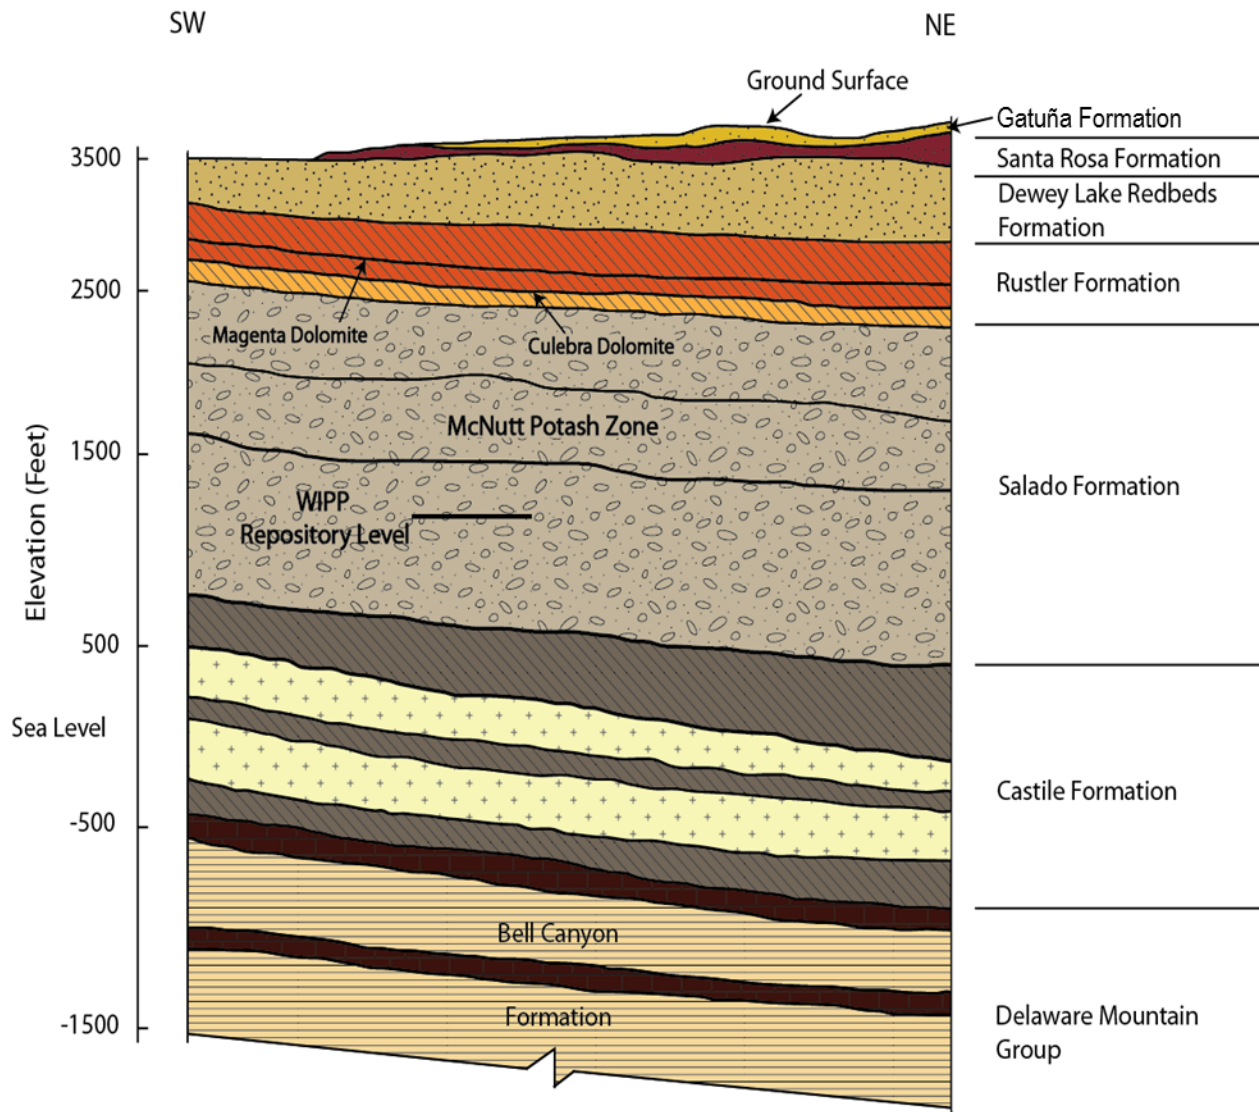 SW
NE
Ground Surface
Gatuña Formation
3500
Santa Rosa Formation
Dewey Lake Redbeds
Formation
2500
Rustler Formation
Magenta Dolomite
Culebra Dolomite
McNutt Potash Zone
1500
Elevation (Feet)
WIPP
Repository Level
Salado Formation
500
Sea Level
Castile Formation
-500
Bell Canyon
Formation
-1500
Delaware Mountain
Group